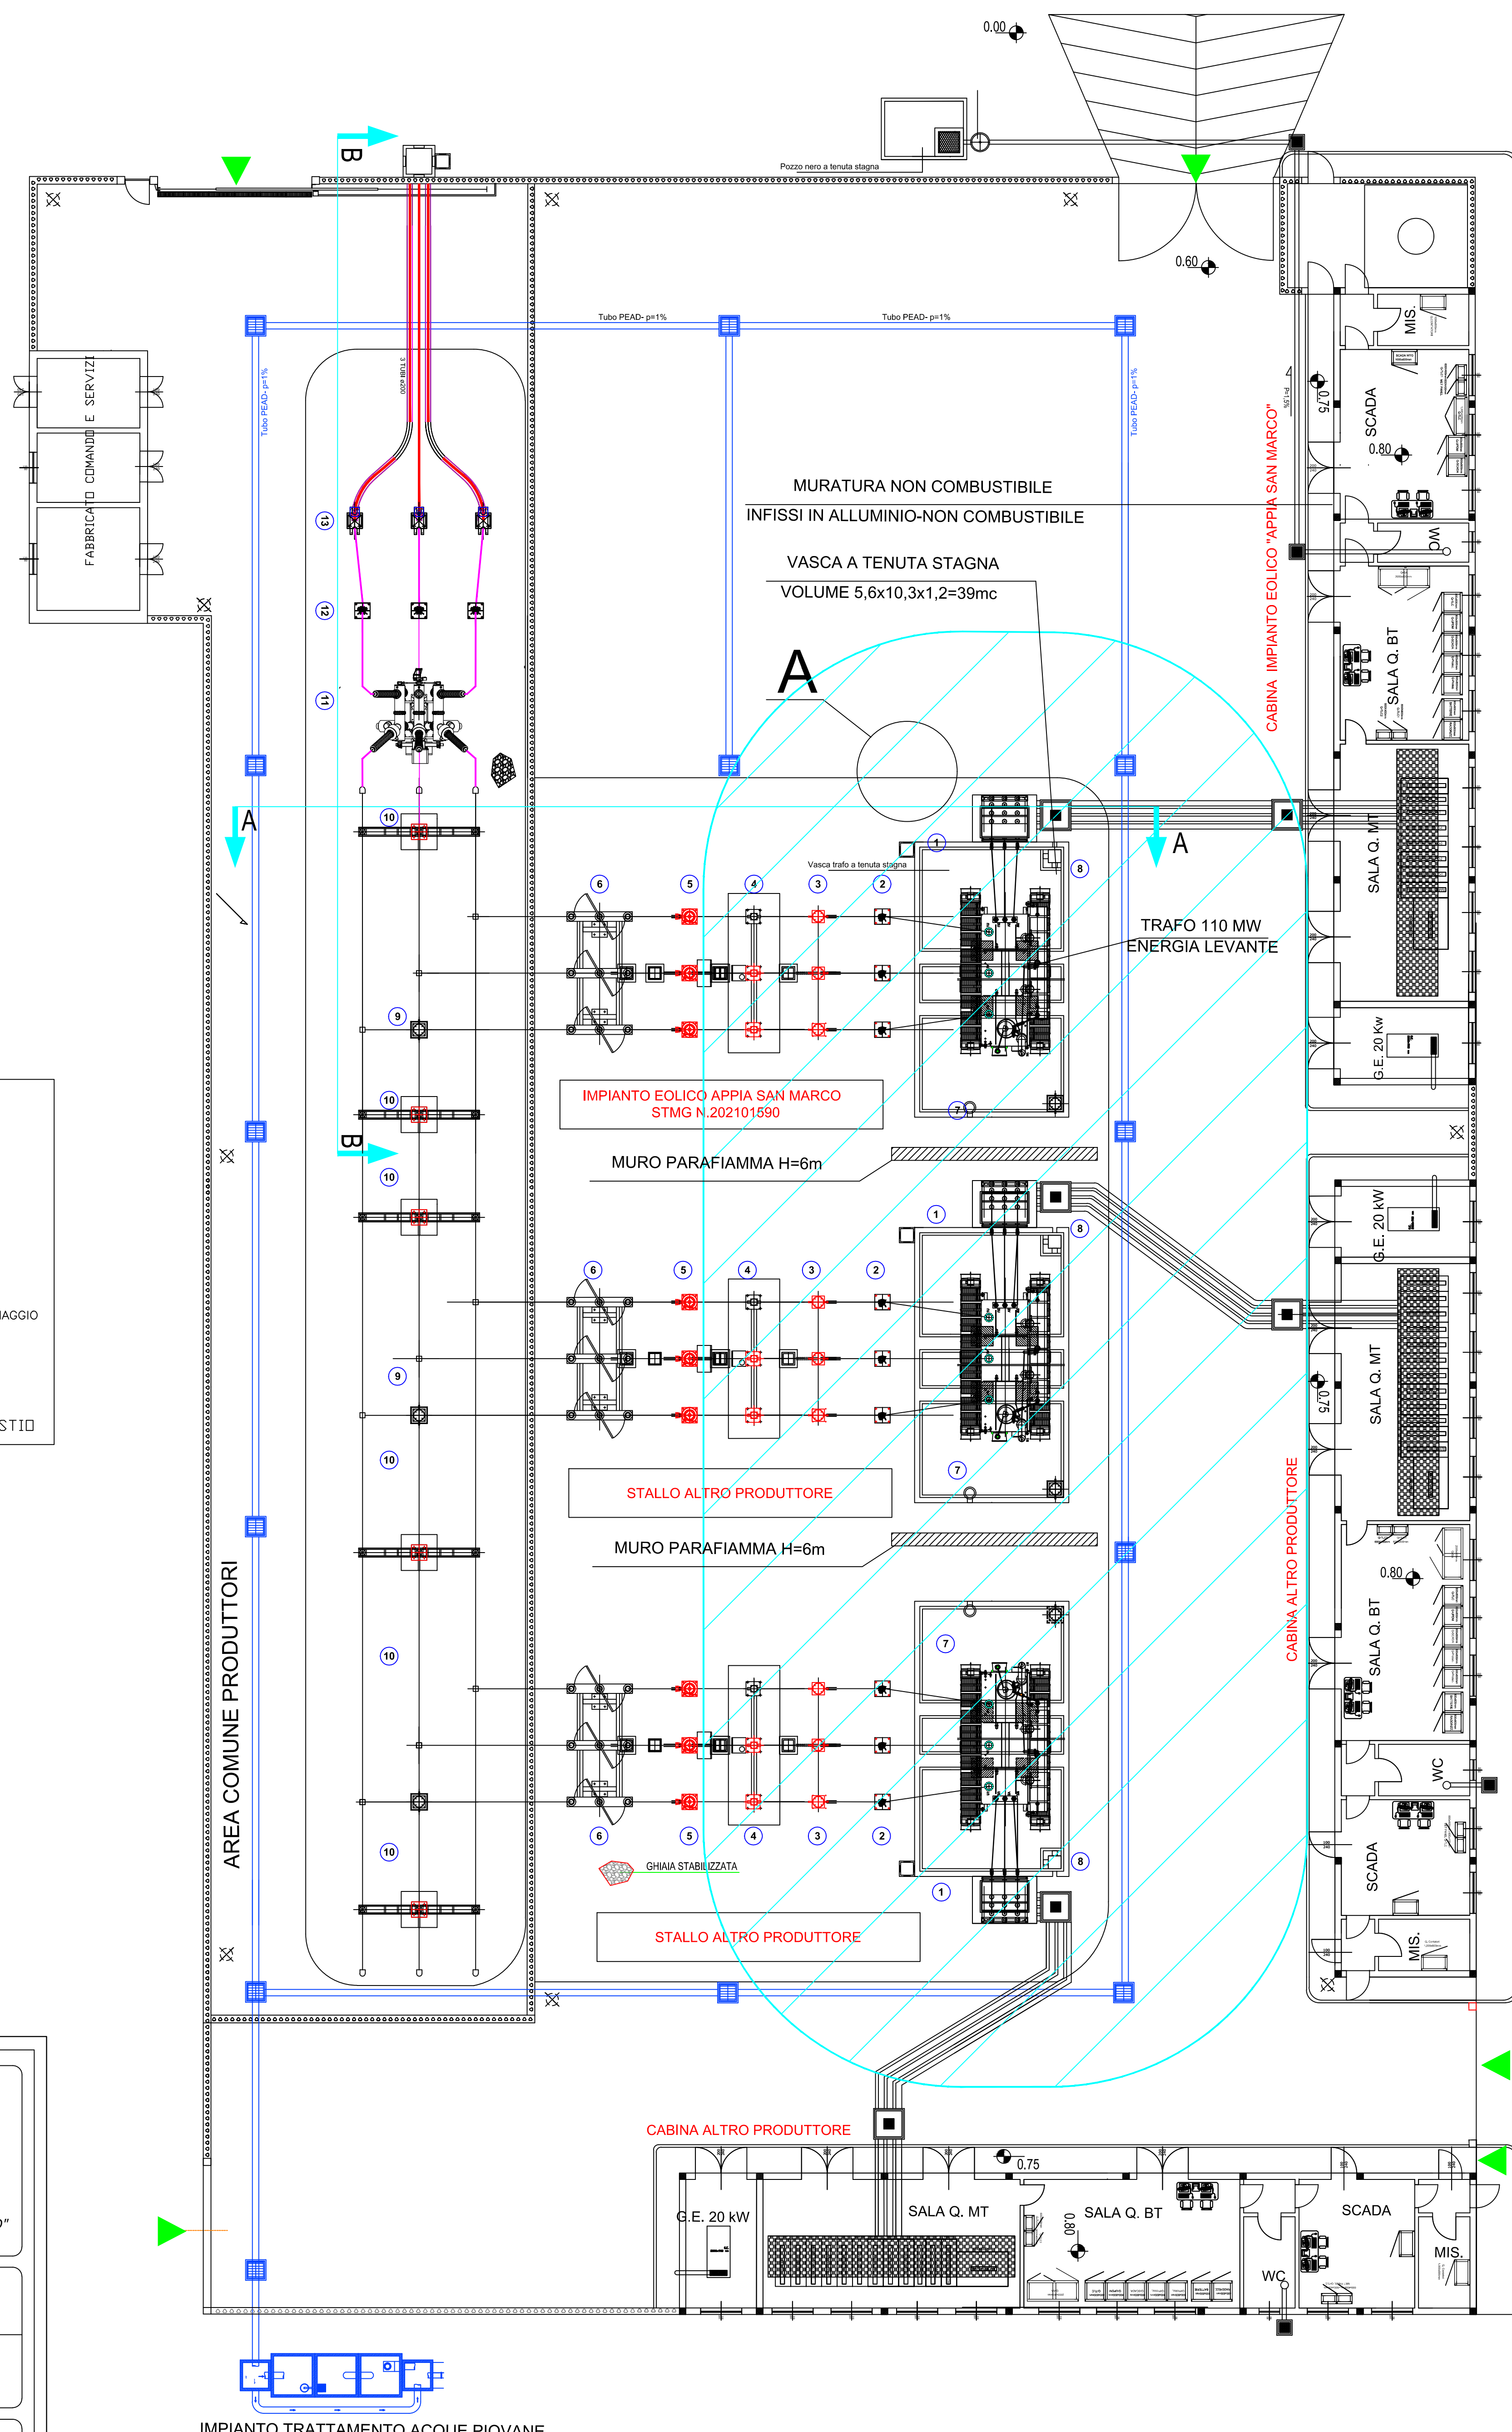 0.00
B
Pozzo nero a tenuta stagna
0.60
Tubo PEAD- p=1%
Tubo PEAD- p=1%
Tubo PEAD- p=1%
Tubo PEAD- p=1%
3 TUBI ø200
FABBRICATO COMANDO E SERVIZI
MIS.
SCADA
0.75
P=1,6%
0.80
WC
CABINA IMPIANTO EOLICO "APPIA SAN MARCO"
MURATURA NON COMBUSTIBILE
INFISSI IN ALLUMINIO-NON COMBUSTIBILE
VASCA A TENUTA STAGNA
VOLUME 5,6x10,3x1,2=39mc
13
12
11
A
SALA Q. BT
SALA Q. MT
G.E. 20 Kw
A
A
10
1
Vasca trafo a tenuta stagna
8
6
5
4
3
2
TRAFO 110 MW
ENERGIA LEVANTE
9
IMPIANTO EOLICO APPIA SAN MARCO
STMG N.202101590
7
10
B
MURO PARAFIAMMA H=6m
10
G.E. 20 kW
1
8
6
5
4
3
2
MAGGIO
9
SALA Q. MT
0.75
STIO
10
7
STALLO ALTRO PRODUTTORE
MURO PARAFIAMMA H=6m
CABINA ALTRO PRODUTTORE
0.80
SALA Q. BT
AREA COMUNE PRODUTTORI
10
7
WC
6
5
4
3
2
10
GHIAIA STABILIZZATA
8
1
SCADA
STALLO ALTRO PRODUTTORE
MIS.
CABINA ALTRO PRODUTTORE
0.75
G.E. 20 kW
SALA Q. MT
SALA Q. BT
0.80
SCADA
MIS.
WC
IMPIANTO TRATTAMENTO ACQUE PIOVANE